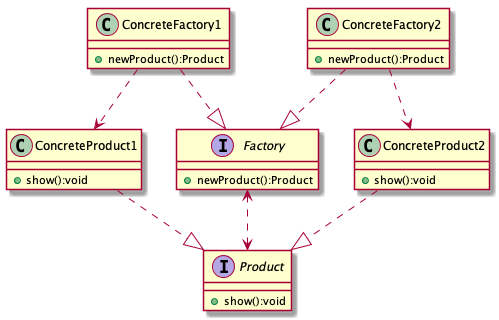 C ConcreteFactory1
newProduct():Product
C ConcreteFactory2
newProduct():Product
C ConcreteProduct1
show():void
I Factory
newProduct():Product
C ConcreteProduct2
show():void
I Product
show():void